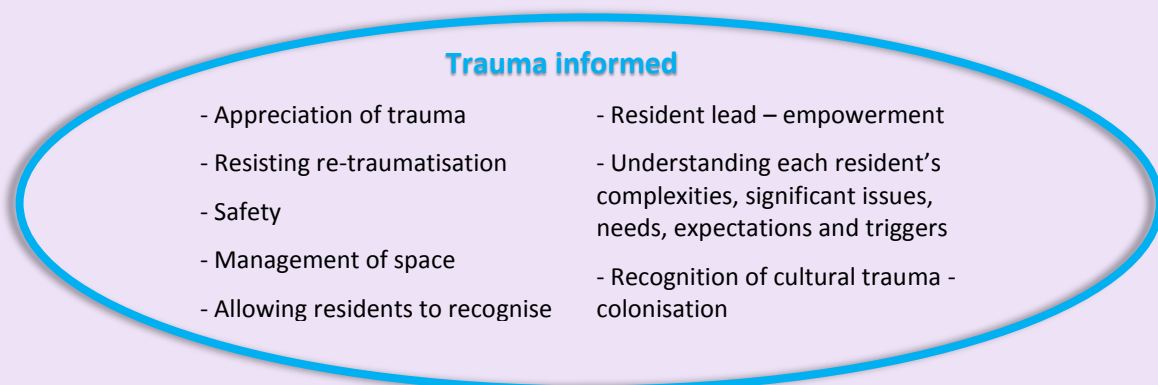 Trauma informed
- Appreciation of trauma
- Resisting re-traumatisation
- Safety
- Management of space
- Allowing residents to recognise
- Resident lead – empowerment
- Understanding each resident’s
complexities, significant issues,
needs, expectations and triggers
- Recognition of cultural trauma -
colonisation